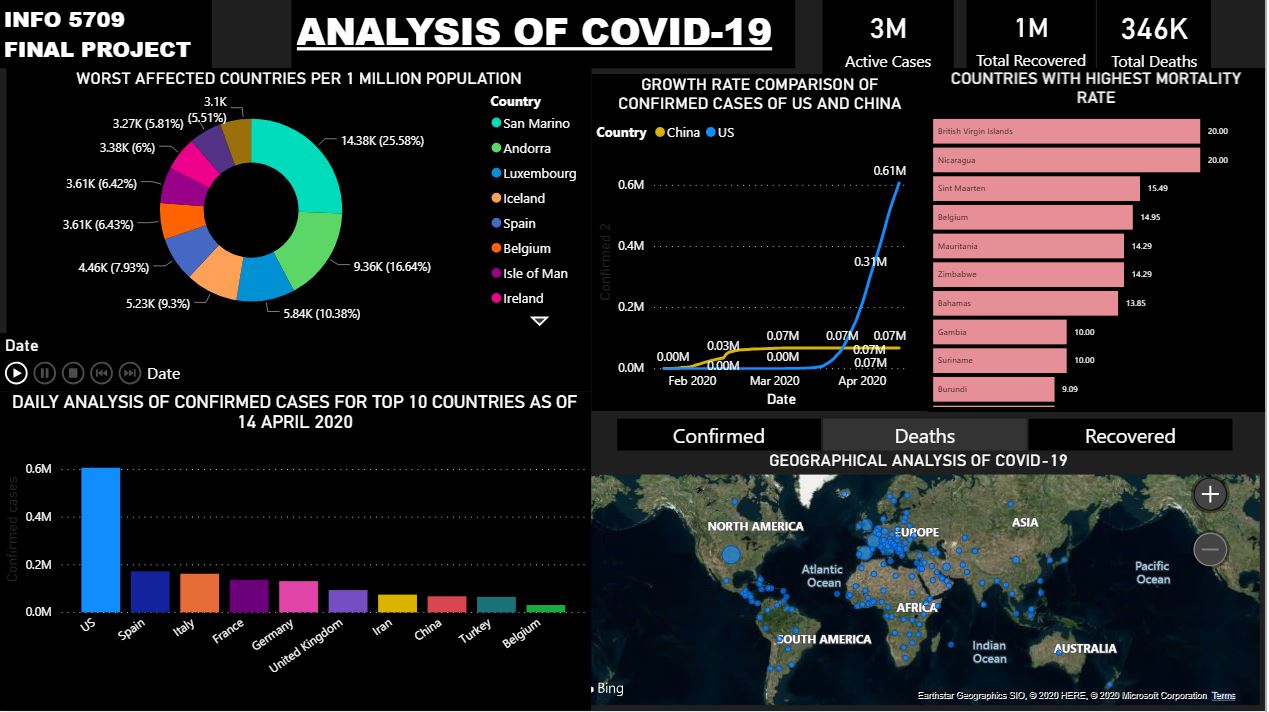 INFO 5709
FINAL PROJECT
ANALYSIS OF COVID-19
3M
Active Cases
1M
Total Recovered
346K
Total Deaths
WORST AFFECTED COUNTRIES PER 1 MILLION POPULATION
3.1K
(5.51%)
3.27K (5.81%)
3.38K (6%)
3.61K (6.42%)
3.61K (6.43%)
4.46K (7.93%)
5.23K (9.3%)
5.84K (10.38%)
9.36K (16.64%)
14.38K (25.58%)
Country
San Marino
Andorra
Luxembourg
Iceland
Spain
Belgium
Isle of Man
Ireland
GROWTH RATE COMPARISON OF
CONFIRMED CASES OF US AND CHINA
Country China US
Confirmed 2
0.6M
0.4M
0.2M
0.0M
0.61M
0.31M
0.07M
0.07M
0.07M
0.03M
0.07M
0.00M
0.00M
0.00M
0.07M
Feb 2020
Mar 2020
Apr 2020
Date
COUNTRIES WITH HIGHEST MORTALITY
RATE
British Virgin Islands 20.00
Nicaragua 20.00
Sint Maarten 15.49
Belgium 14.95
Mauritania 14.29
Zimbabwe 14.29
Bahamas 13.85
Gambia 10.00
Suriname 10.00
Burundi 9.09
Date
Date
DAILY ANALYSIS OF CONFIRMED CASES FOR TOP 10 COUNTRIES AS OF
14 APRIL 2020
Confirmed cases
0.6M
0.4M
0.2M
0.0M
US
Spain
Italy
France
Germany
United Kingdom
Iran
China
Turkey
Belgium
Confirmed
Deaths
Recovered
GEOGRAPHICAL ANALYSIS OF COVID-19
NORTH AMERICA
EUROPE
ASIA
Atlantic
Ocean
Pacific
Ocean
AFRICA
SOUTH AMERICA
Indian
Ocean
AUSTRALIA
Bing
Earthstar Geographics SIO, © 2020 HERE, © 2020 Microsoft Corporation Terms